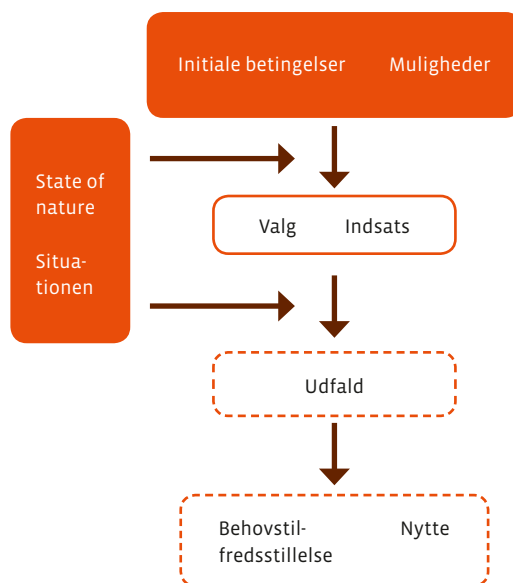 Initiale betingelser Muligheder
State of
nature
Situa-
tionen
Valg Indsats
Udfald
Behovstil-
fredsstillelse
Nytte